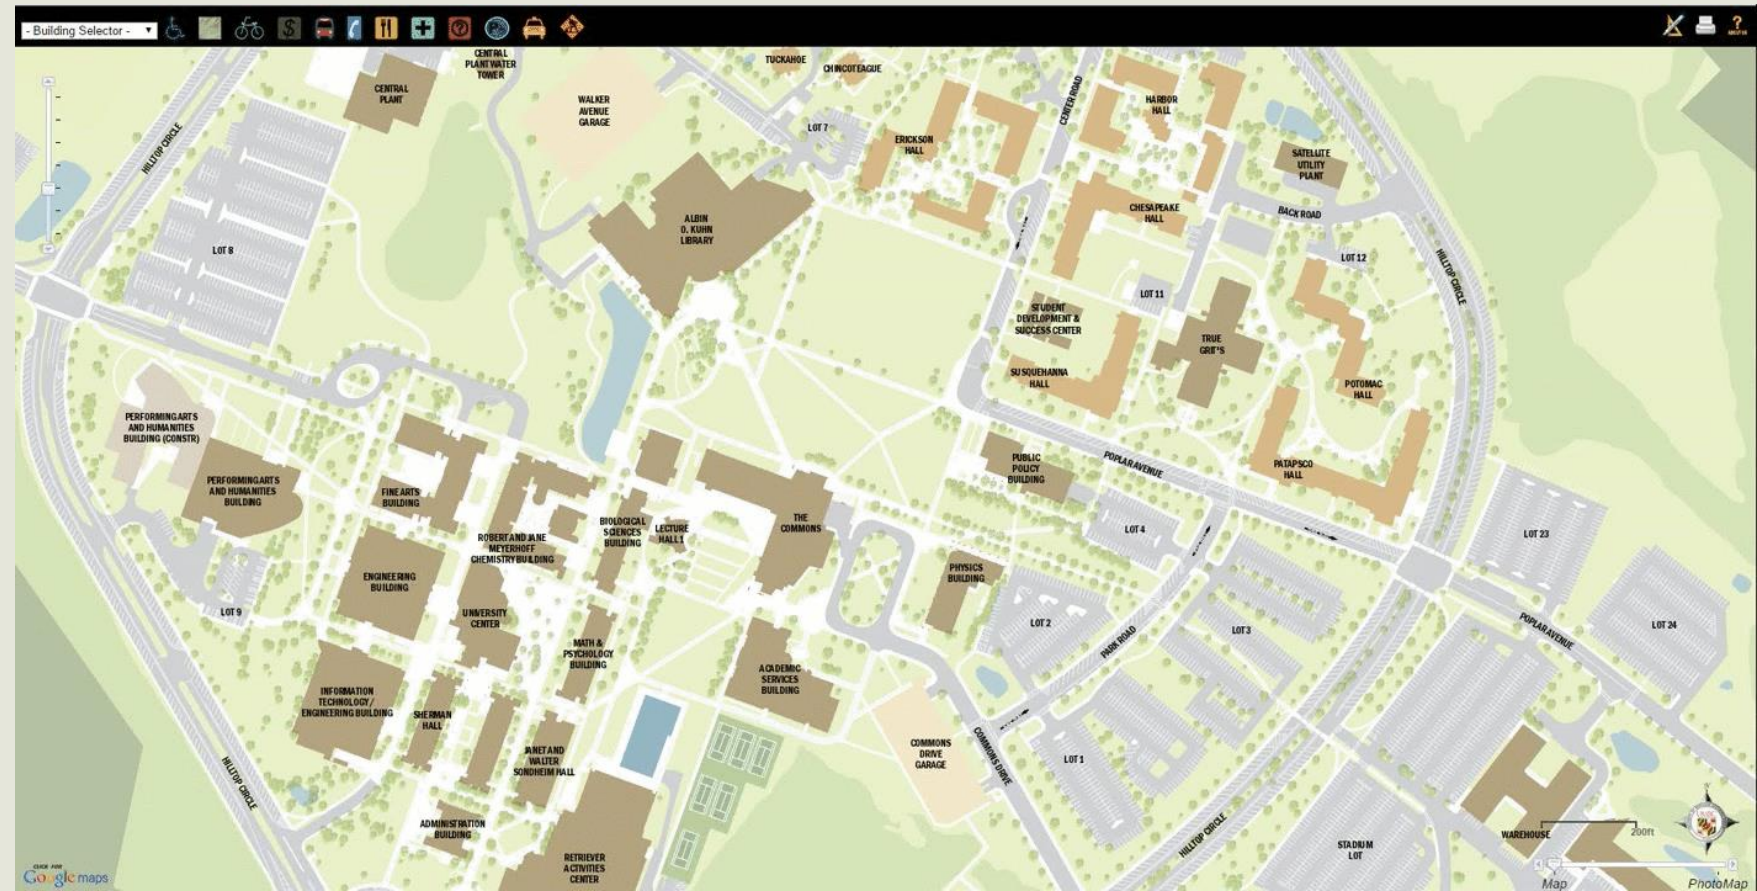 - Building Selector -
CENTRAL
PLANT WATER
TOWER
CENTRAL
PLANT
WALKER
AVENUE
GARAGE
TUCKAHOE
CHINCOTEAGUE
LOT 7
ERICKSON
HALL
CENTER ROAD
HARBOR
HALL
SATELLITE
UTILITY
PLANT
HILLTOP CIRCLE
ALBIN
O. KUHN
LIBRARY
CHESAPEAKE
HALL
BACK ROAD
LOT 8
LOT 12
HILLTOP CIRCLE
LOT 11
STUDENT
DEVELOPMENT &
SUCCESS CENTER
TRUE
GRIT'S
SUSQUEHANNA
HALL
POTOMAC
HALL
PERFORMING ARTS
AND HUMANITIES
BUILDING (CONSTR)
PERFORMING ARTS
AND HUMANITIES
BUILDING
FINE ARTS
BUILDING
PUBLIC
POLICY
BUILDING
POPLAR AVENUE
PATAPSCO
HALL
ROBERT AND JANE
MEYERHOFF
CHEMISTRY BUILDING
BIOLOGICAL
SCIENCES
BUILDING
LECTURE
HALL 1
THE
COMMONS
LOT 4
LOT 23
ENGINEERING
BUILDING
PHYSICS
BUILDING
LOT 9
UNIVERSITY
CENTER
LOT 2
PARK ROAD
LOT 3
POPLAR AVENUE
LOT 24
MATH &
PSYCHOLOGY
BUILDING
ACADEMIC
SERVICES
BUILDING
INFORMATION
TECHNOLOGY/
ENGINEERING BUILDING
SHERMAN
HALL
JANET AND
WALTER
SONDHEIM HALL
COMMONS
DRIVE
GARAGE
COMMONS DRIVE
LOT 1
HILLTOP CIRCLE
ADMINISTRATION
BUILDING
RETRIEVER
ACTIVITIES
CENTER
HILLTOP CIRCLE
STADIUM
LOT
WAREHOUSE
200ft
CLICK FOR
Google maps
Map
PhotoMap